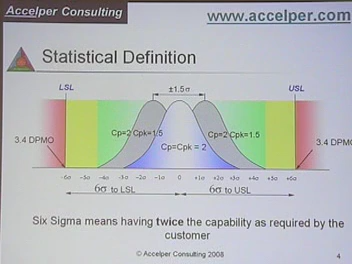 Accelper Consulting
www.accelper.com
Statistical Definition
LSL
±1.5σ
USL
Cp=2 Cpk=1.5
Cp=2 Cpk=1.5
3.4 DPMO
3.4 DPMO
Cp=Cpk = 2
-6σ -5σ -4σ -3σ -2σ -1σ 0 +1σ +2σ +3σ +4σ +5σ +6σ
6σ to LSL
6σ to USL
Six Sigma means having twice the capability as required by the
customer
© Accelper Consulting 2008
4